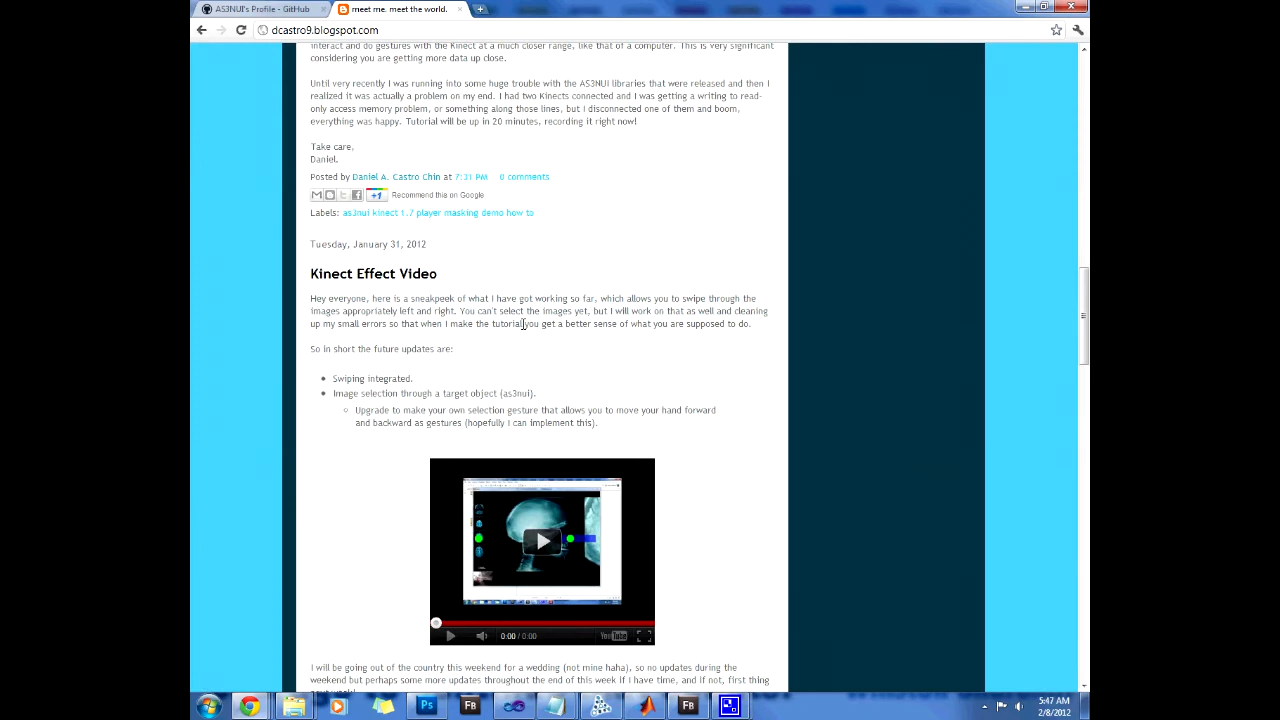 AS3NUI's Profile - GitHub
meet me. meet the world.
dcastro9.blogspot.com
interact and do gestures with the Kinect at a much closer range, like that of a computer. This is very significant
considering you are getting more data up close.
Until very recently I was running into some huge trouble with the AS3NUI libraries that were released and then I
realized it was actually a problem on my end. I had two Kinects connected and I was getting a writing to read-
only access memory problem, or something along those lines, but I disconnected one of them and boom,
everything was happy. Tutorial will be up in 20 minutes, recording it right now!
Take care,
Daniel.
Posted by Daniel A. Castro Chin at 7:31 PM 0 comments
+1 Recommend this on Google
Labels: as3nui kinect 1.7 player masking demo how to
Tuesday, January 31, 2012
Kinect Effect Video
Hey everyone, here is a sneakpeek of what I have got working so far, which allows you to swipe through the
images appropriately left and right. You can't select the images yet, but I will work on that as well and cleaning
up my small errors so that when I make the tutorial you get a better sense of what you are supposed to do.
So in short the future updates are:
Swiping integrated.
Image selection through a target object (as3nui).
Upgrade to make your own selection gesture that allows you to move your hand forward
and backward as gestures (hopefully I can implement this).
0:00 / 0:00 YouTube
I will be going out of the country this weekend for a wedding (not mine haha), so no updates during the
weekend but perhaps some more updates throughout the end of this week if I have time, and if not, first thing
Ps FB FB
5:47 AM
2/8/2012